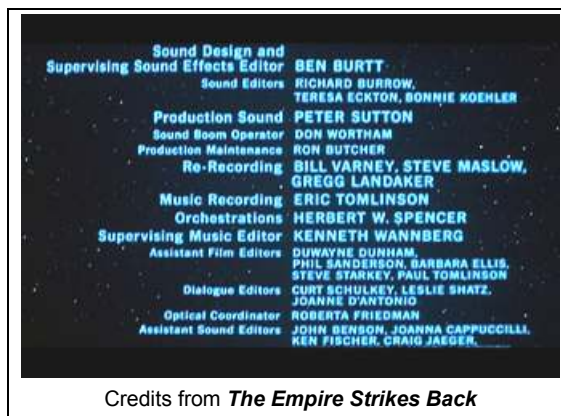 Sound Design and
Supervising Sound Effects Editor BEN BURTT
Sound Editors RICHARD BURROW,
TERESA ECKTON, BONNIE KOEHLER
Production Sound PETER SUTTON
Sound Boom Operator DON WORTHAM
Production Maintenance RON BUTCHER
Re-Recording BILL VARNEY, STEVE MASLOW,
GREGG LANDAKER
Music Recording ERIC TOMLINSON
Orchestrations HERBERT W. SPENCER
Supervising Music Editor KENNETH WANNBERG
Assistant Film Editors DUWAYNE DUNHAM,
PHIL SANDERSON, BARBARA ELLIS,
STEVE STARKEY, PAUL TOMLINSON
Dialogue Editors CURT SCHULKEY, LESLIE SHATZ,
JOANNE D'ANTONIO
Optical Coordinator ROBERTA FRIEDMAN
Assistant Sound Editors JOHN BENSON, JOANNA CAPPUCCILLI,
KEN FISCHER, CRAIG JAEGER,
Credits from The Empire Strikes Back